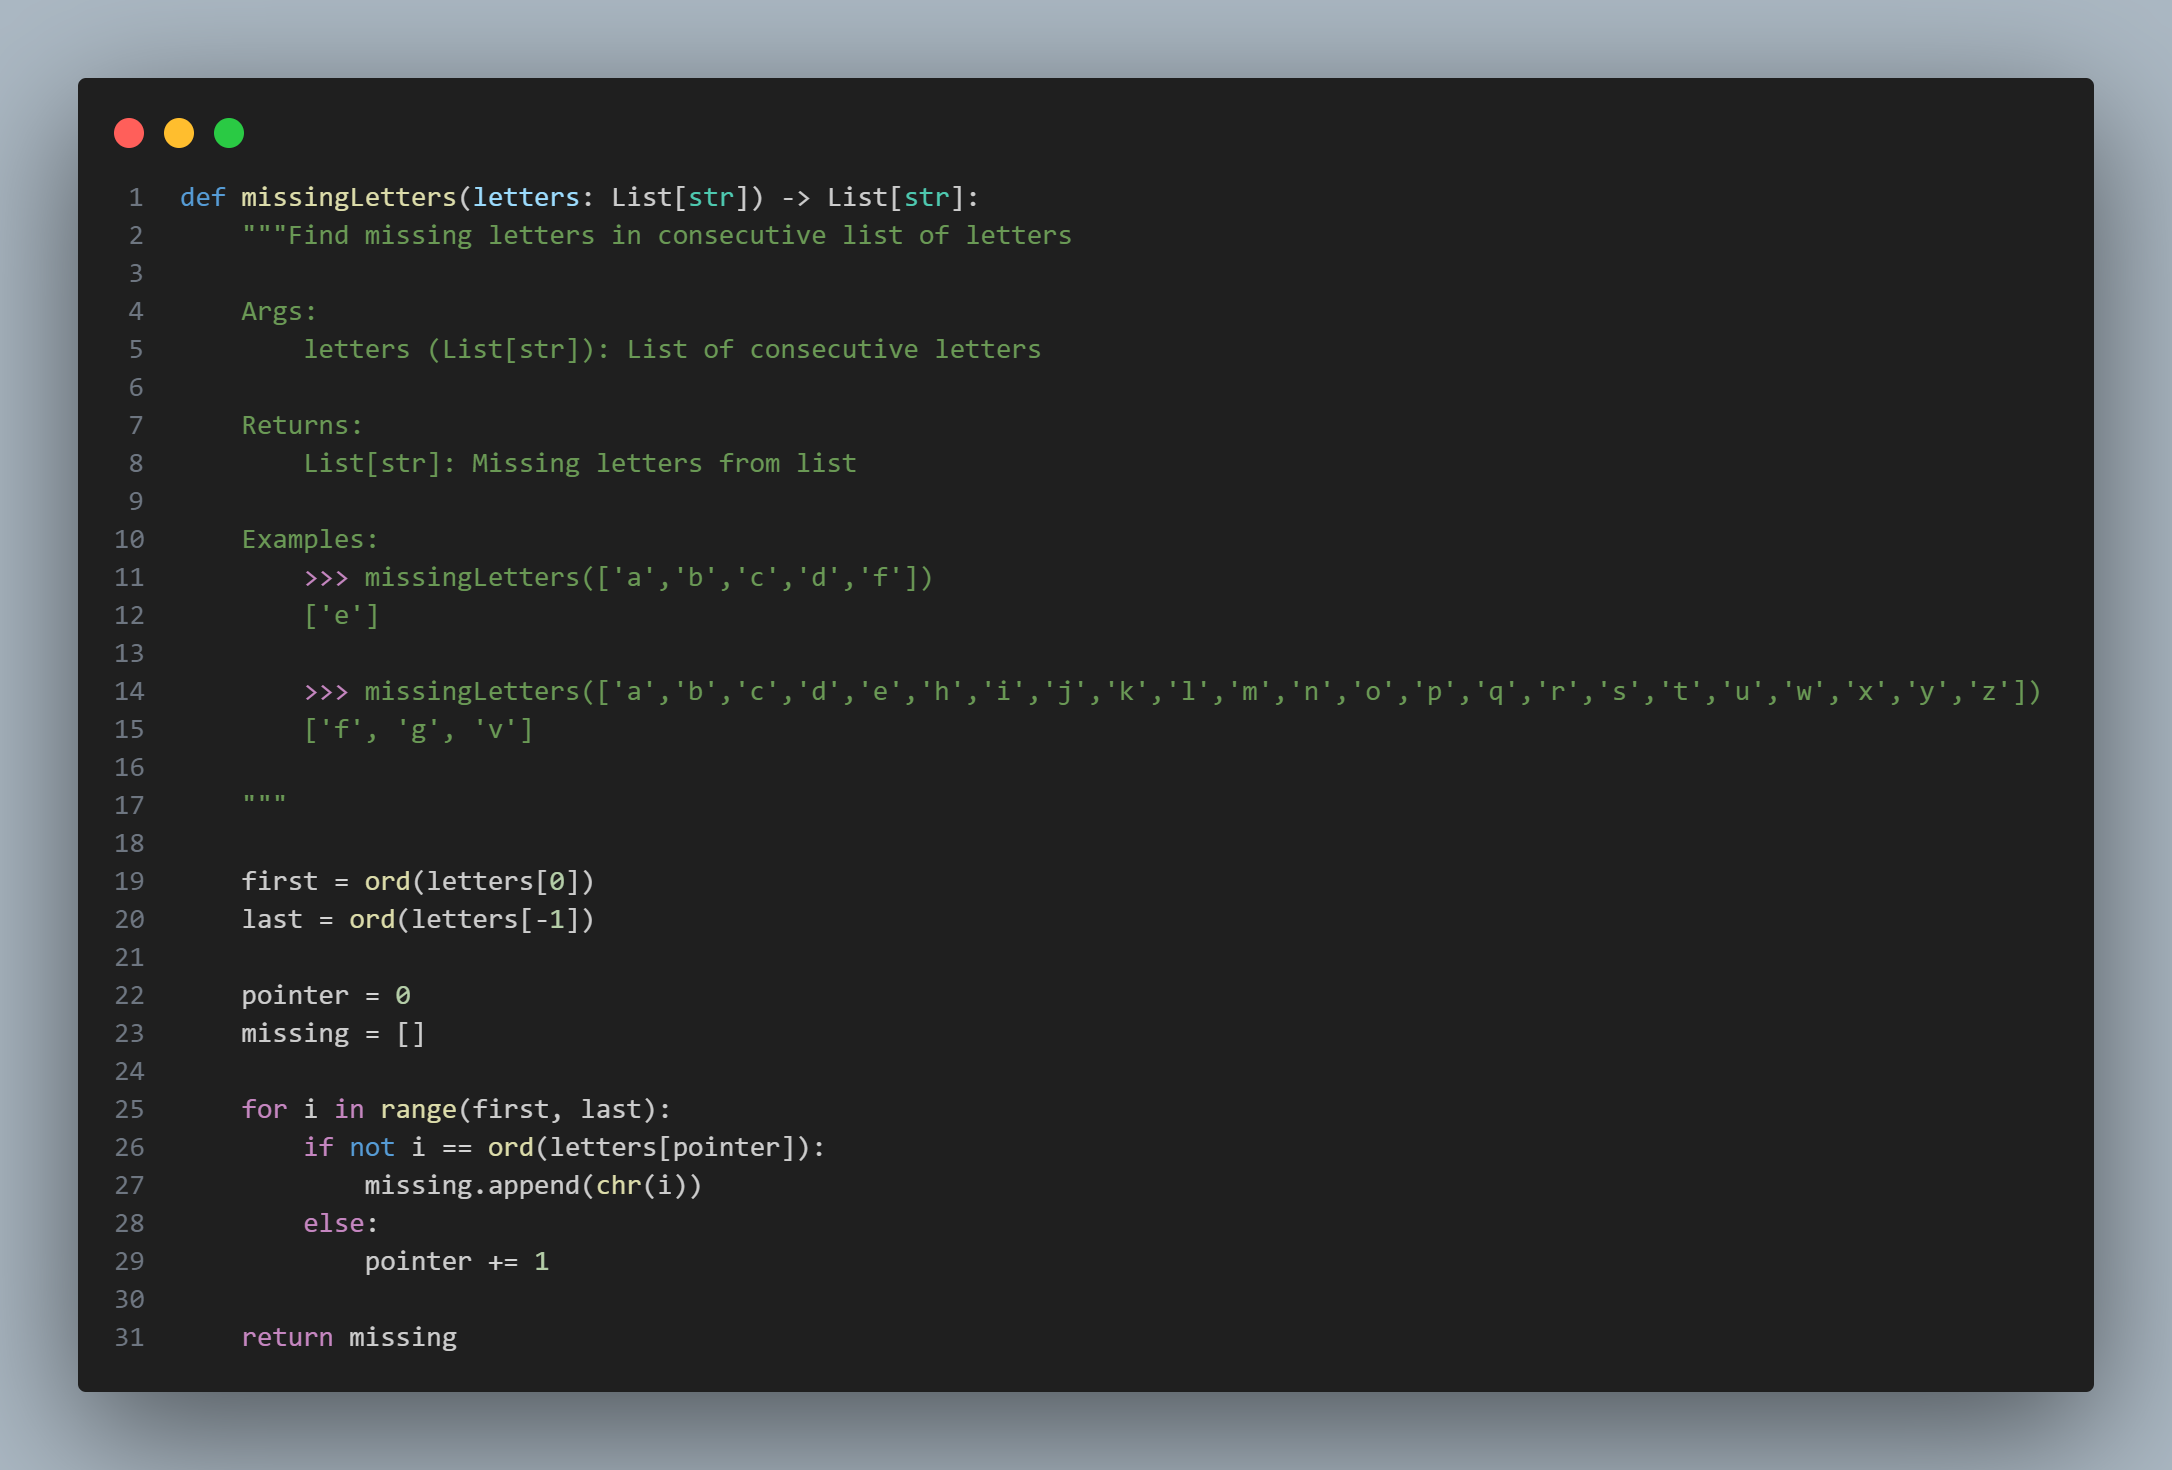 1 def missingLetters(letters: List[str]) -> List[str]:
2     """Find missing letters in consecutive list of letters
3
4     Args:
5         letters (List[str]): List of consecutive letters
6
7     Returns:
8         List[str]: Missing letters from list
9
10     Examples:
11         >>> missingLetters(['a','b','c','d','f'])
12         ['e']
13
14         >>> missingLetters(['a','b','c','d','e','h','i','j','k','l','m','n','o','p','q','r','s','t','u','w','x','y','z'])
15         ['f', 'g', 'v']
16
17     """
18
19     first = ord(letters[0])
20     last = ord(letters[-1])
21
22     pointer = 0
23     missing = []
24
25     for i in range(first, last):
26         if not i == ord(letters[pointer]):
27             missing.append(chr(i))
28         else:
29             pointer += 1
30
31     return missing